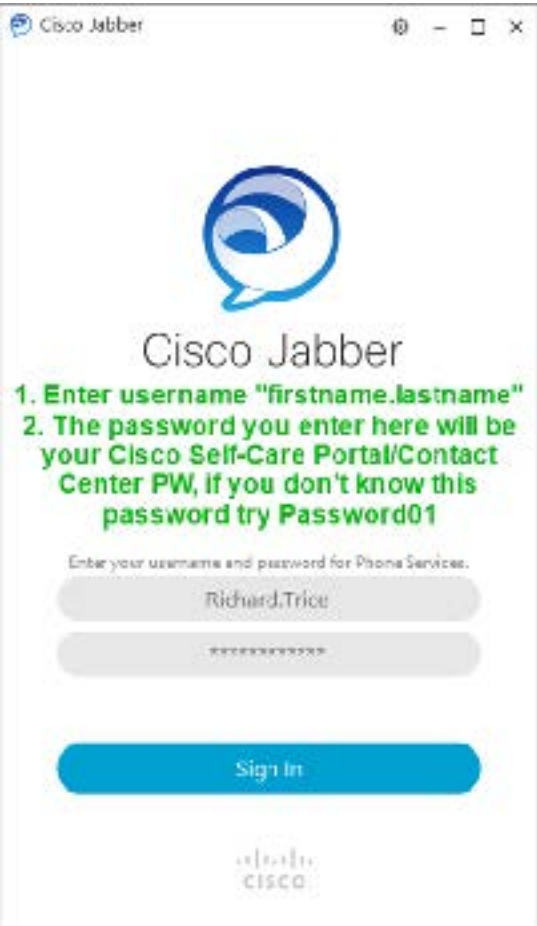 Cisco Jabber
Cisco Jabber
1. Enter username "firstname.lastname"
2. The password you enter here will be
your Cisco Self-Care Portal/Contact
Center PW, if you don't know this
password try Password01
Enter your username and password for Phone Services.
Richard.Trice
************
Sign In
CISCO